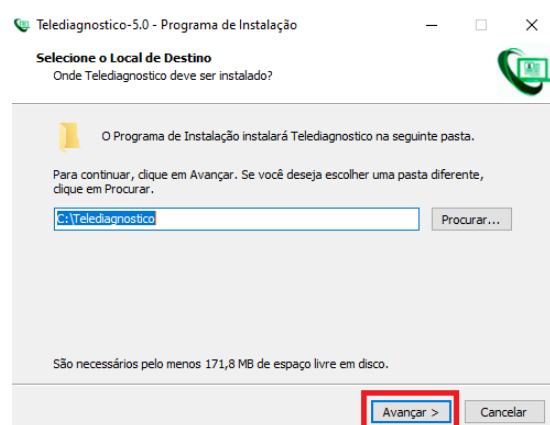 Telediagnostico-5.0 - Programa de Instalação
Selecione o Local de Destino
Onde Telediagnostico deve ser instalado?
O Programa de Instalação instalará Telediagnostico na seguinte pasta.
Para continuar, clique em Avançar. Se você deseja escolher uma pasta diferente,
clique em Procurar.
C:\Telediagnostico
Procurar...
São necessários pelo menos 171,8 MB de espaço livre em disco.
Avançar >
Cancelar